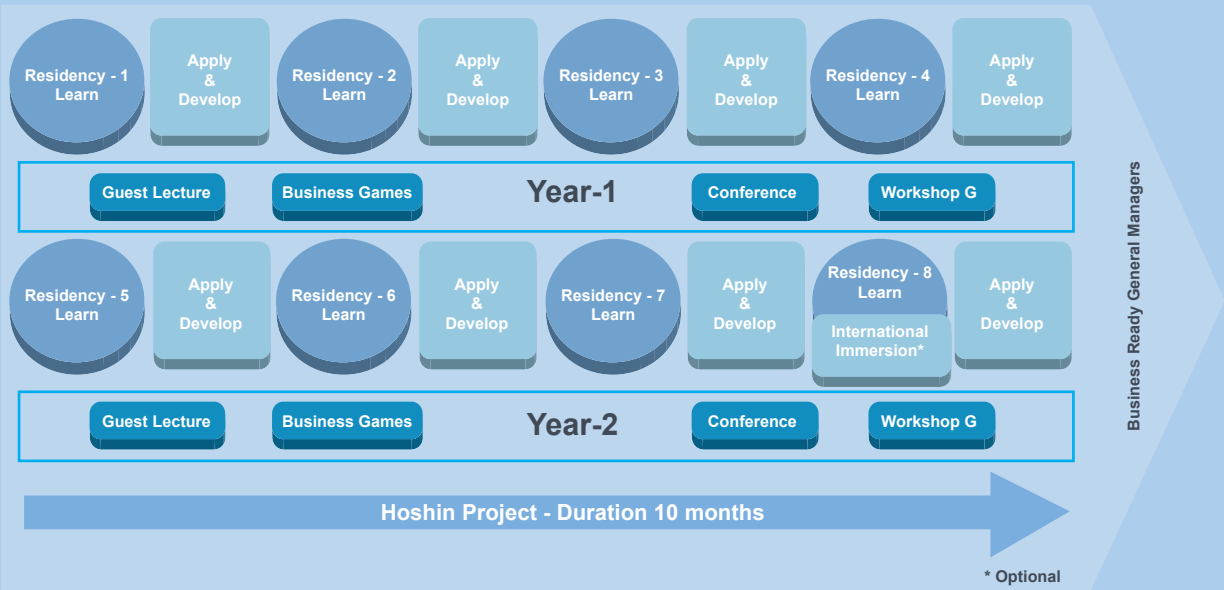 Residency - 1
Learn
Apply
&
Develop
Residency - 2
Learn
Apply
&
Develop
Residency - 3
Learn
Apply
&
Develop
Residency - 4
Learn
Apply
&
Develop
Guest Lecture
Business Games
Year-1
Conference
Workshop G
Residency - 5
Learn
Apply
&
Develop
Residency - 6
Learn
Apply
&
Develop
Residency - 7
Learn
Apply
&
Develop
Residency - 8
Learn
International
Immersion*
Apply
&
Develop
Guest Lecture
Business Games
Year-2
Conference
Workshop G
Hoshin Project - Duration 10 months
* Optional
Business Ready General Managers